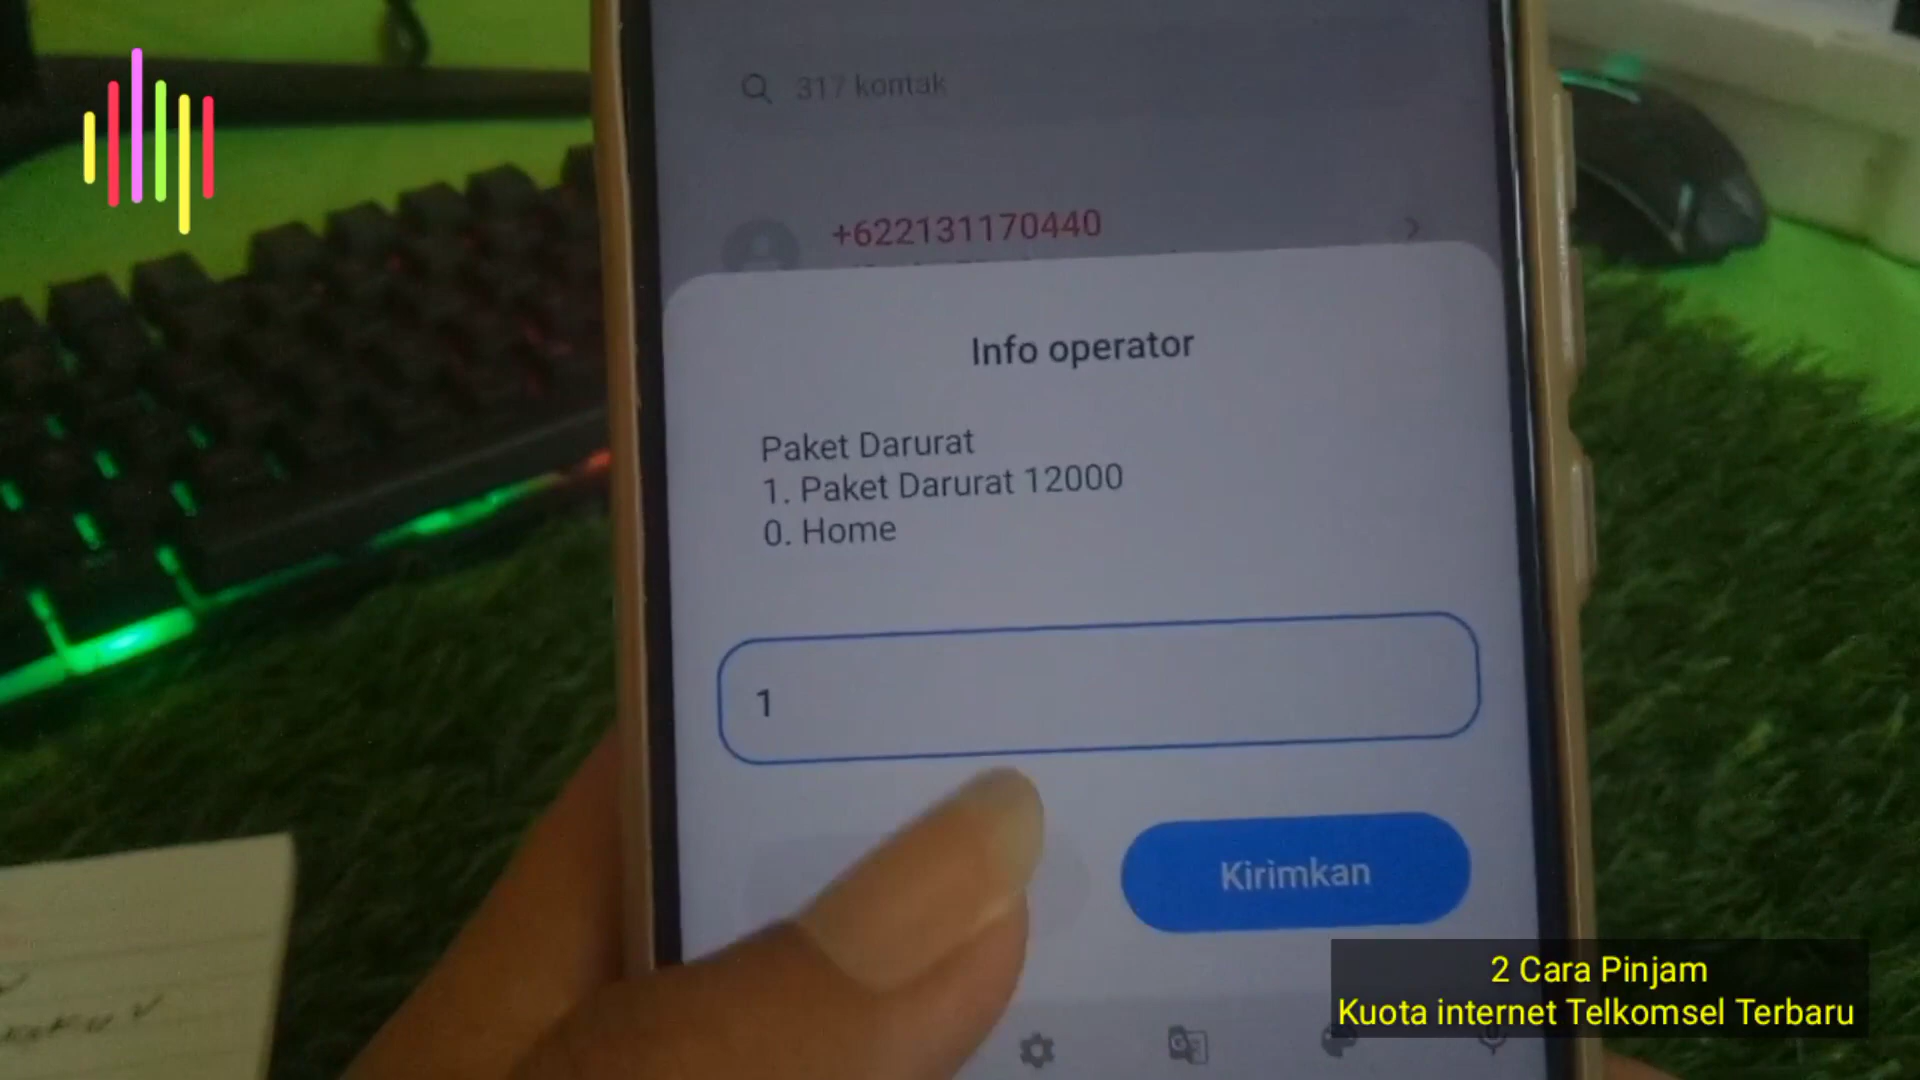 317 kontak
+622131170440
Info operator
Paket Darurat
1. Paket Darurat 12000
0. Home
1
Kirimkan
2 Cara Pinjam
Kuota internet Telkomsel Terbaru